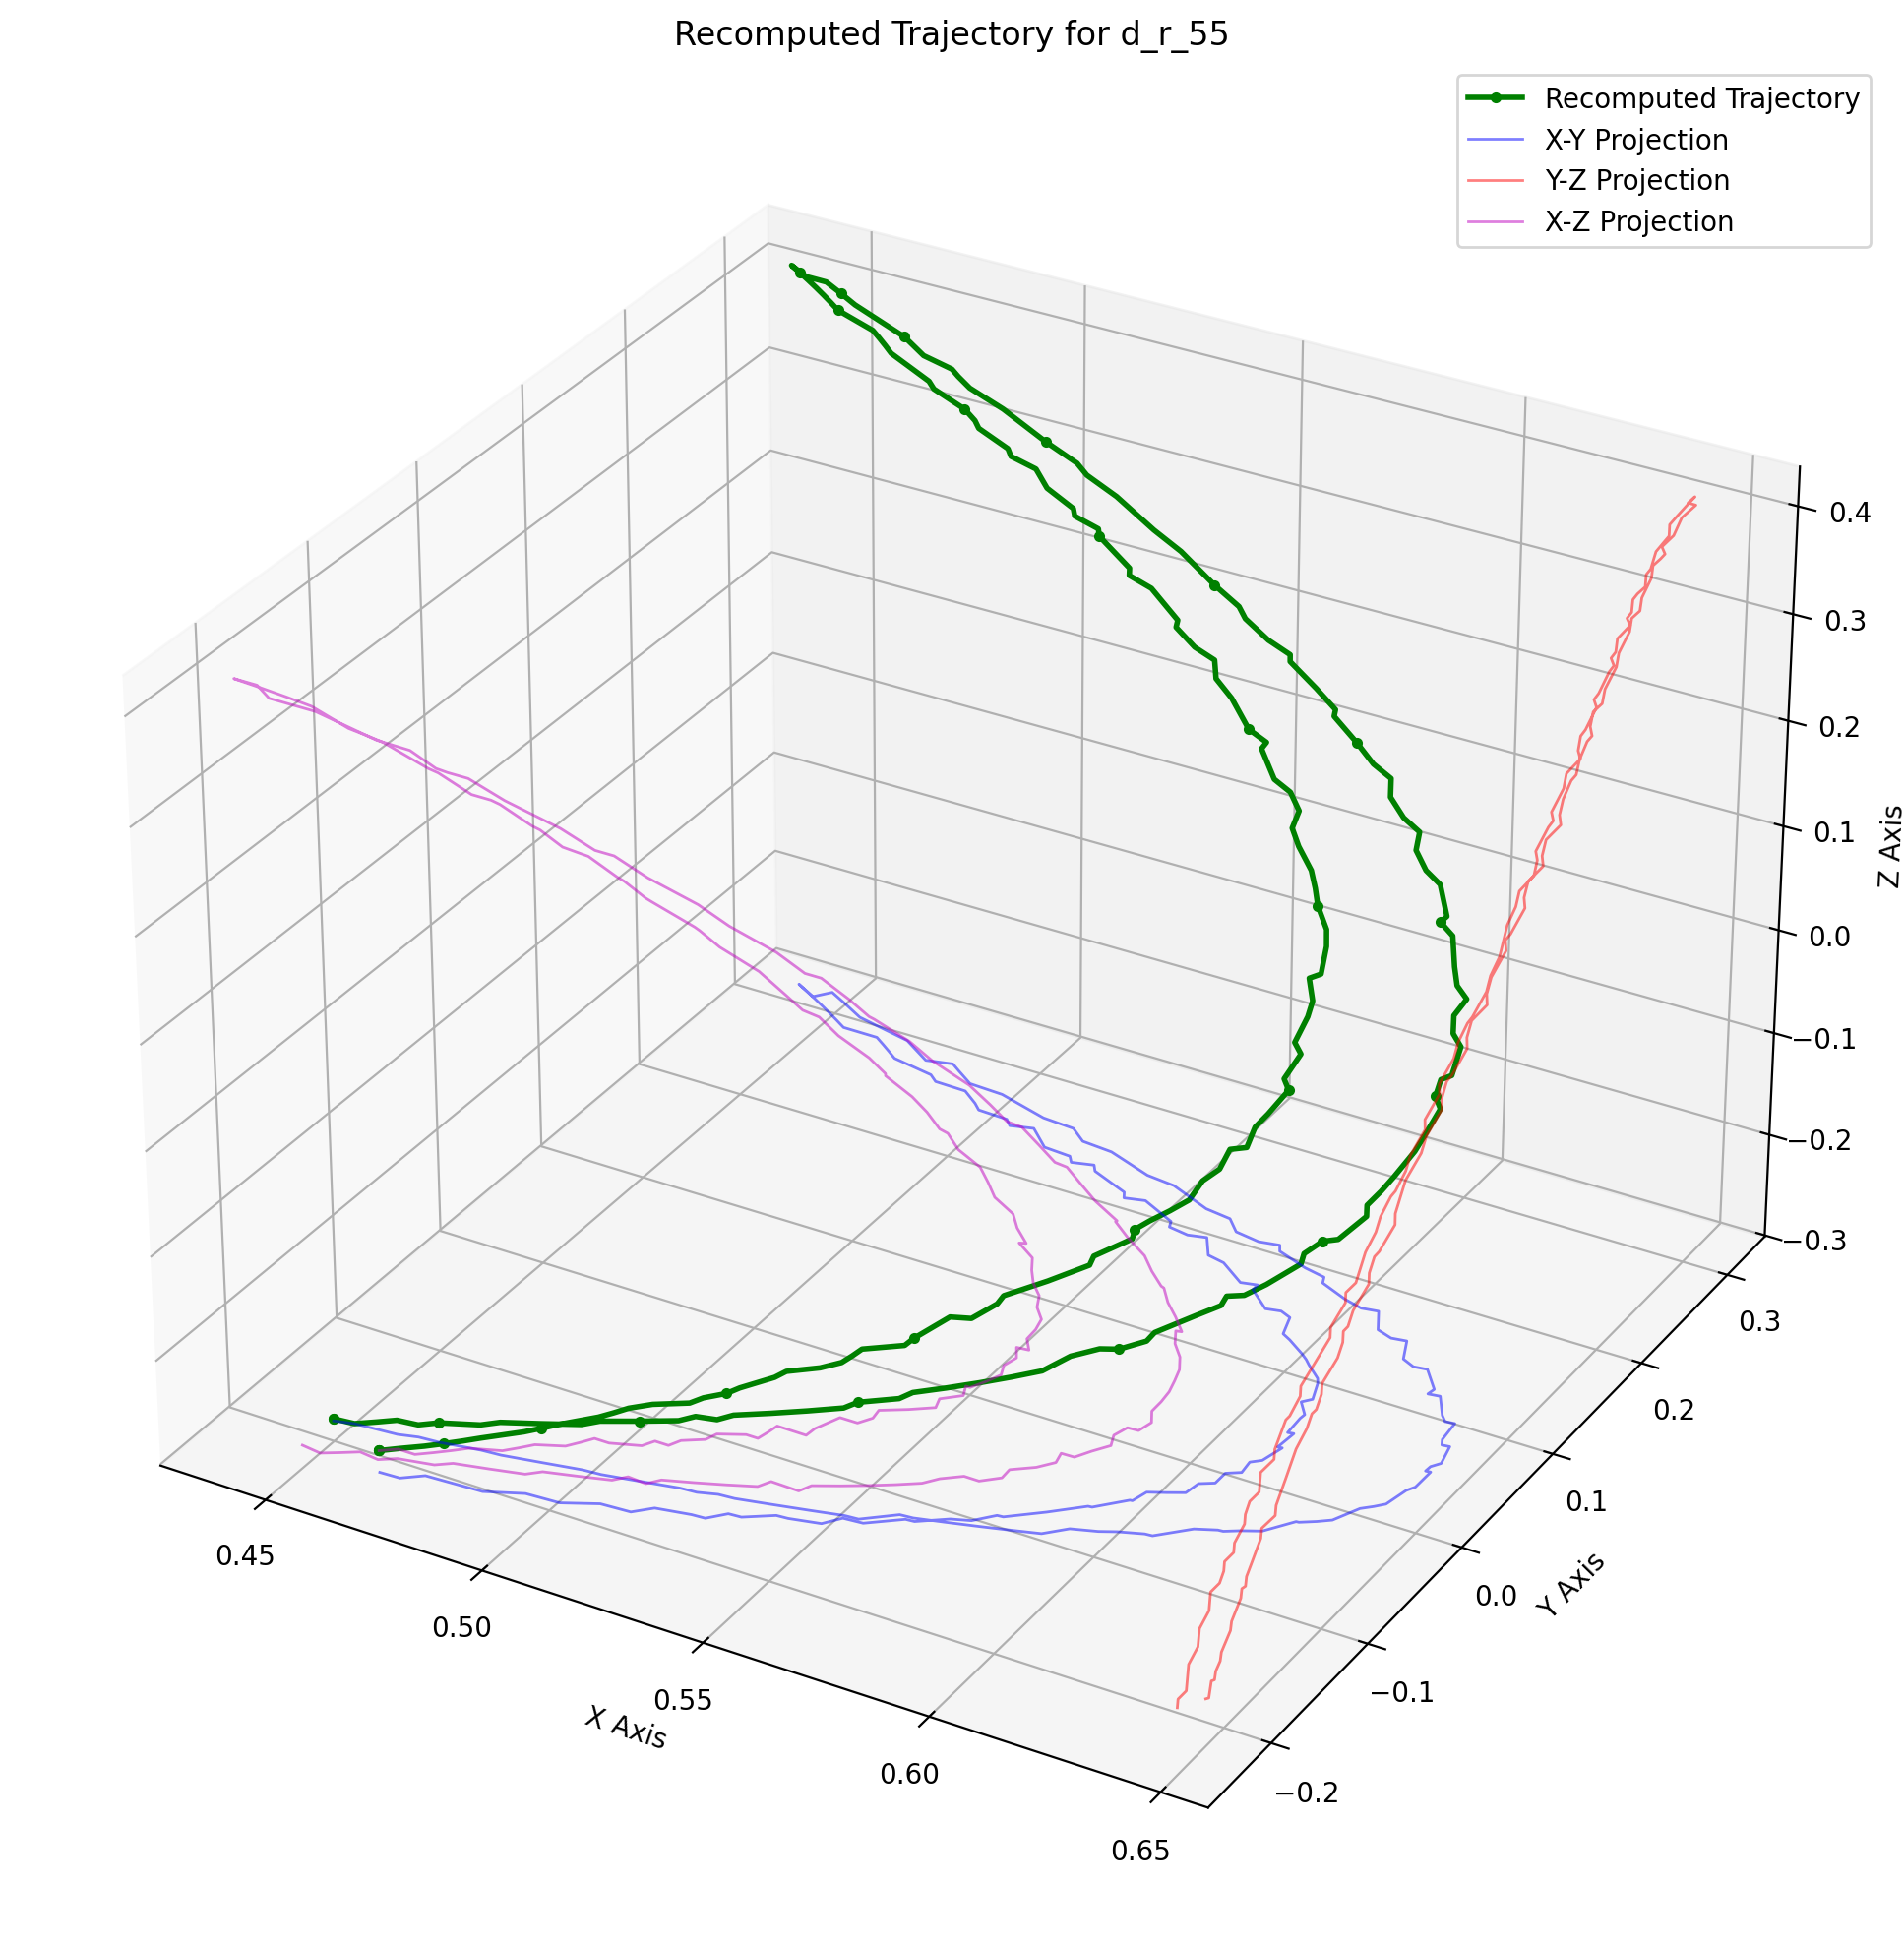 Recomputed Trajectory for d_r_55
Recomputed Trajectory
X-Y Projection
Y-Z Projection
X-Z Projection
0.4
0.3
0.2
0.1
0.0
−0.1
−0.2
−0.3
Z Axis
0.3
0.2
0.1
0.0
−0.1
−0.2
Y Axis
0.45
0.50
0.55
0.60
0.65
X Axis